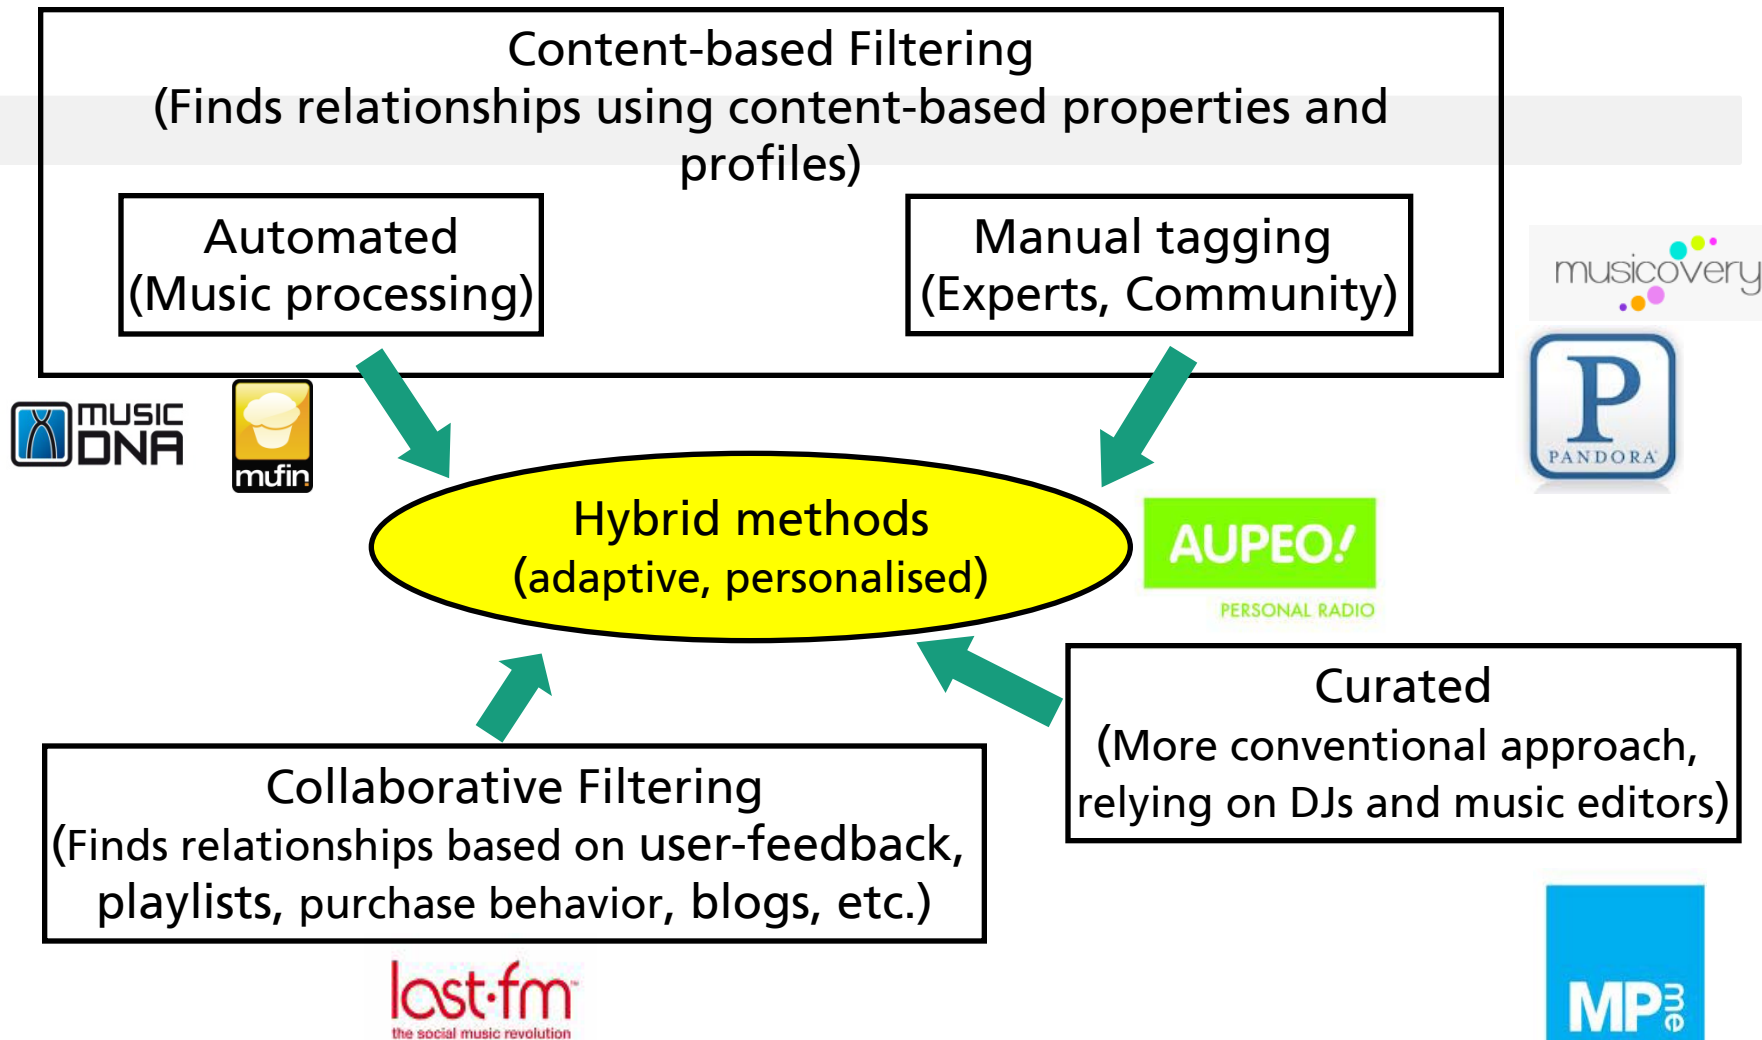 Content-based Filtering
(Finds relationships using content-based properties and
profiles)
Automated
(Music processing)
Manual tagging
(Experts, Community)
musicovery
P
PANDORA
MUSIC
DNA
mufin
Hybrid methods
(adaptive, personalised)
AUPEO!
PERSONAL RADIO
Curated
(More conventional approach,
relying on DJs and music editors)
Collaborative Filtering
(Finds relationships based on user-feedback,
playlists, purchase behavior, blogs, etc.)
last.fm™
the social music revolution
MP me